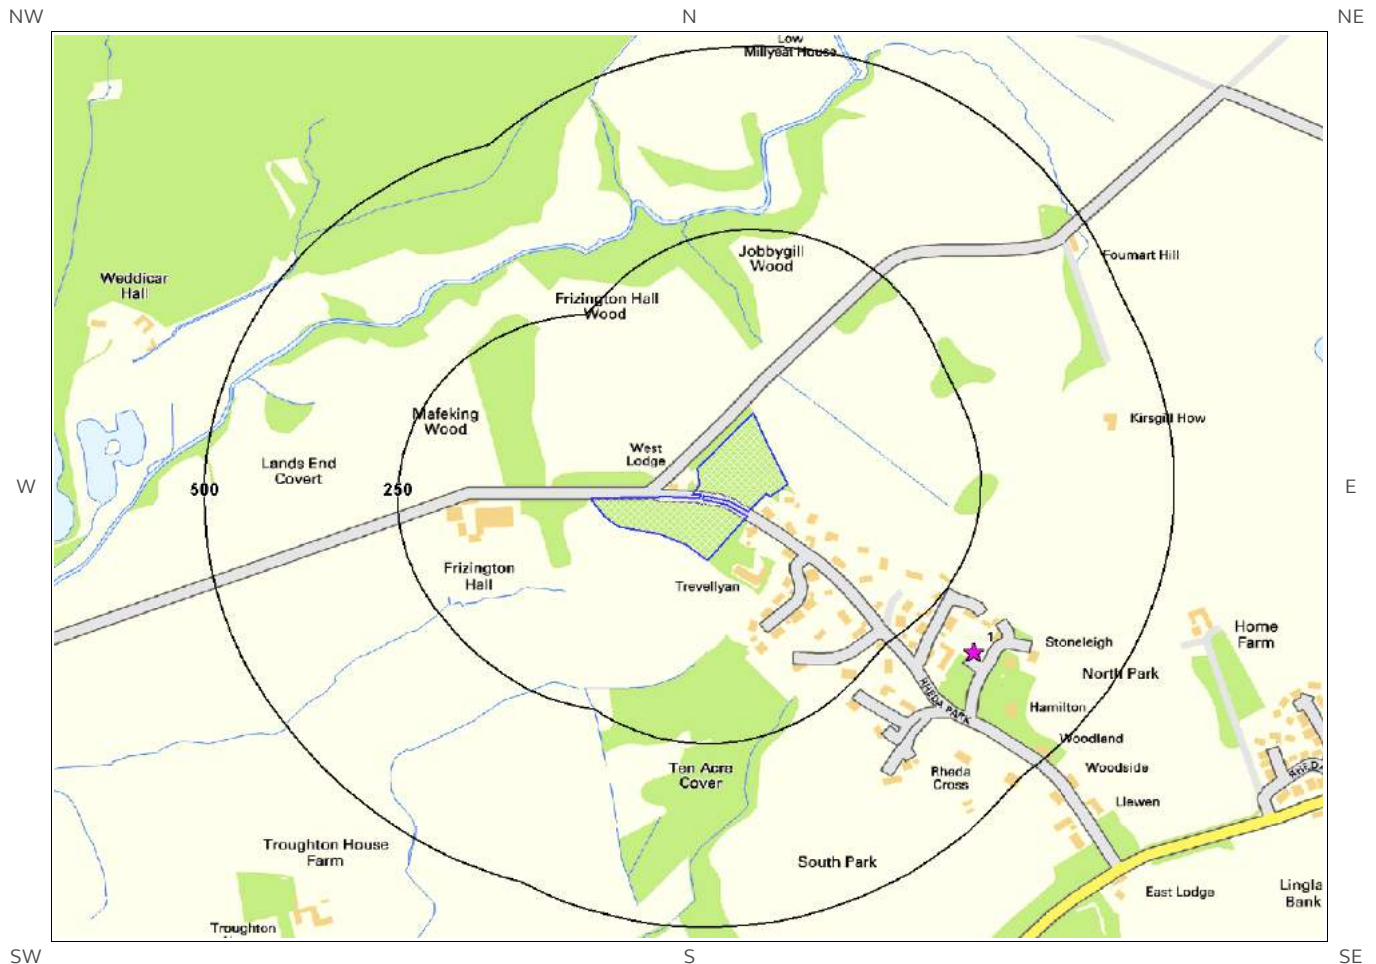 NW
N
NE
Low
Millyeat House
Jobbygill
Wood
Foumart Hill
Weddicar
Hall
Frizington Hall
Wood
Mafeking
Wood
Kirsgill How
West
Lodge
Lands End
Covert
W
500
250
E
Frizington
Hall
Trevellyan
1
Stoneleigh
Home
Farm
North Park
RHEDA PARK
Hamilton
Woodland
Ten Acre
Cover
Rheda
Cross
Woodside
RHEDA
Llewen
Troughton House
Farm
South Park
East Lodge
Lingla
Bank
Troughton
SW
S
SE